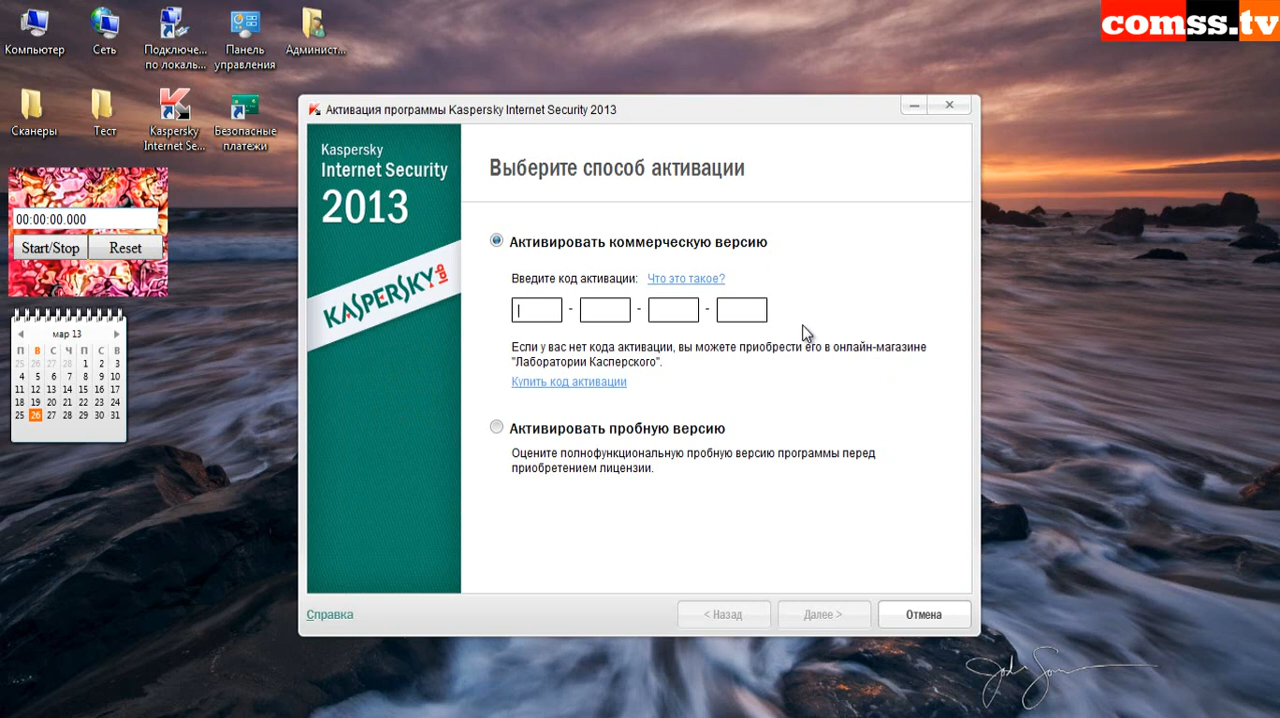 comss.tv
Компьютер
Сеть
Подключе...
по локаль...
Панель
управления
Админист...
Сканеры
Тест
Kaspersky
Internet Se...
Безопасные
платежи
00:00:00.000
Start/Stop
Reset
мар 13
П В С Ч П С В
25 26 27 28 1 2 3
4 5 6 7 8 9 10
11 12 13 14 15 16 17
18 19 20 21 22 23 24
25 26 27 28 29 30 31
Активация программы Kaspersky Internet Security 2013
Kaspersky
Internet Security
2013
KASPERSKY lab
Выберите способ активации
Активировать коммерческую версию
Введите код активации: Что это такое?
- - -
Если у вас нет кода активации, вы можете приобрести его в онлайн-магазине
"Лаборатории Касперского".
Купить код активации
Активировать пробную версию
Оцените полнофункциональную пробную версию программы перед
приобретением лицензии.
Справка
< Назад
Далее >
Отмена